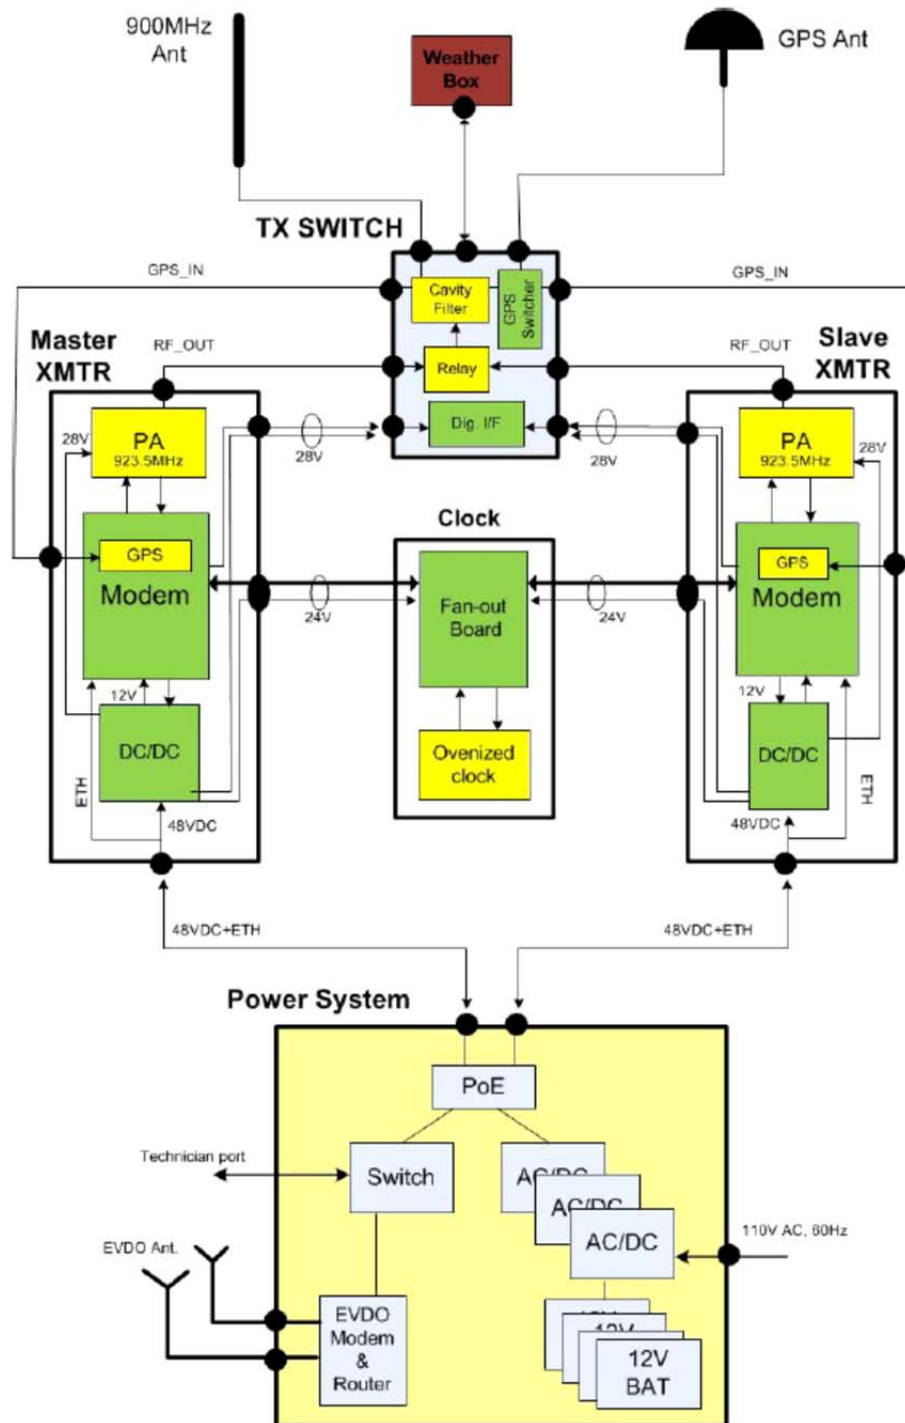 900MHz
Ant
Weather
Box
GPS Ant
TX SWITCH
GPS_IN
GPS_IN
Cavity
Filter
GPS
Switcher
Master
XMTR
Slave
XMTR
RF_OUT
RF_OUT
Relay
28V
PA
923.5MHz
28V
Dig. I/F
28V
PA
923.5MHz
28V
Clock
GPS
Modem
GPS
Modem
Fan-out
Board
24V
24V
12V
12V
DC/DC
DC/DC
Ovenized
clock
ETH
ETH
48VDC
48VDC
48VDC+ETH
48VDC+ETH
Power System
PoE
Technician port
Switch
AC/DC
AC/DC
AC/DC
110V AC, 60Hz
EVDO Ant.
EVDO
Modem
&
Router
12V
12V
BAT